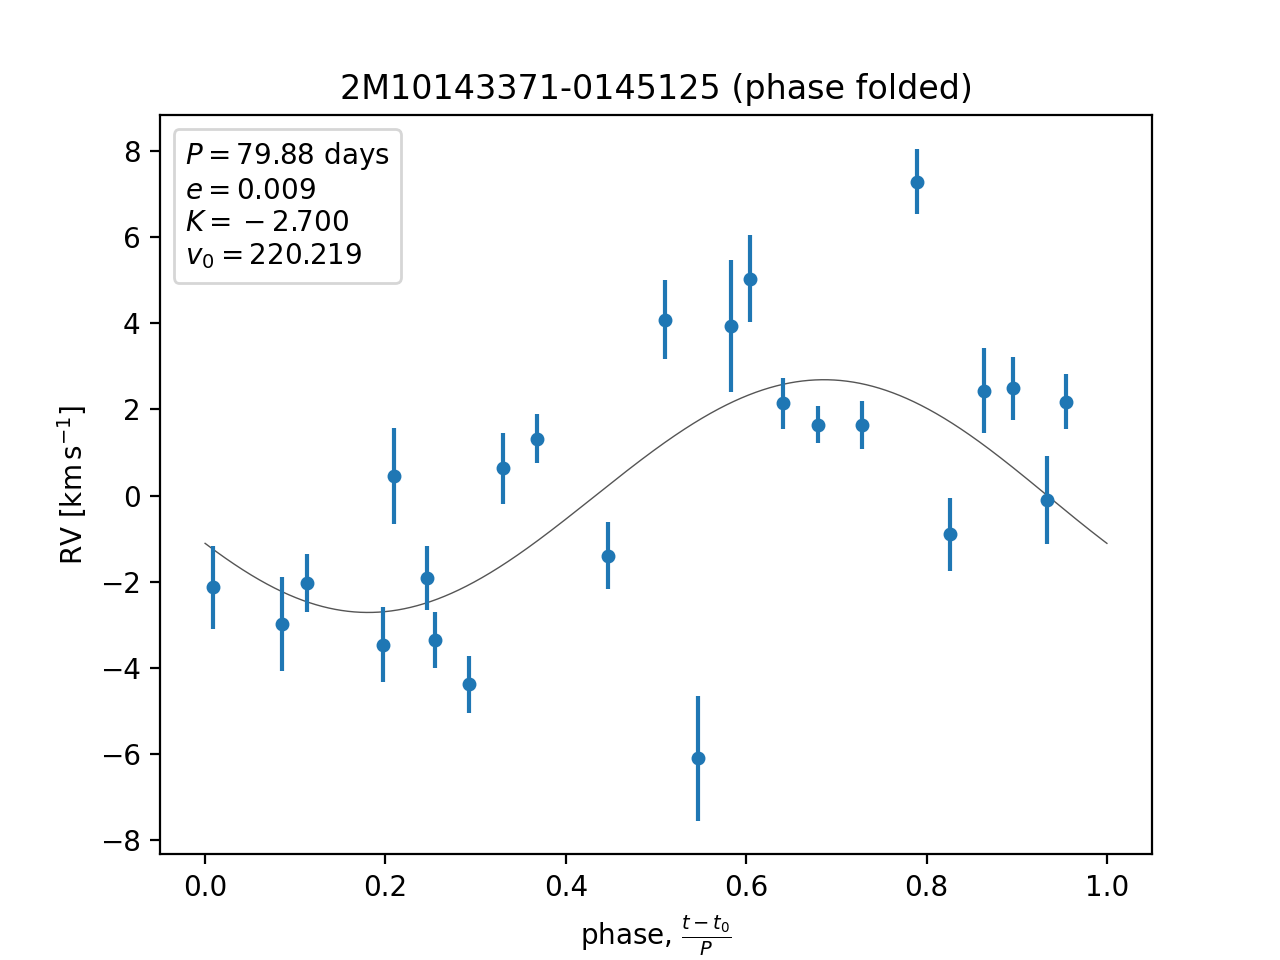 2M10143371-0145125 (phase folded)
P = 79.88 days
e = 0.009
K = −2.700
v₀ = 220.219
RV [km s⁻¹]
8
6
4
2
0
−2
−4
−6
−8
0.0 0.2 0.4 0.6 0.8 1.0
phase, (t − t₀)/P